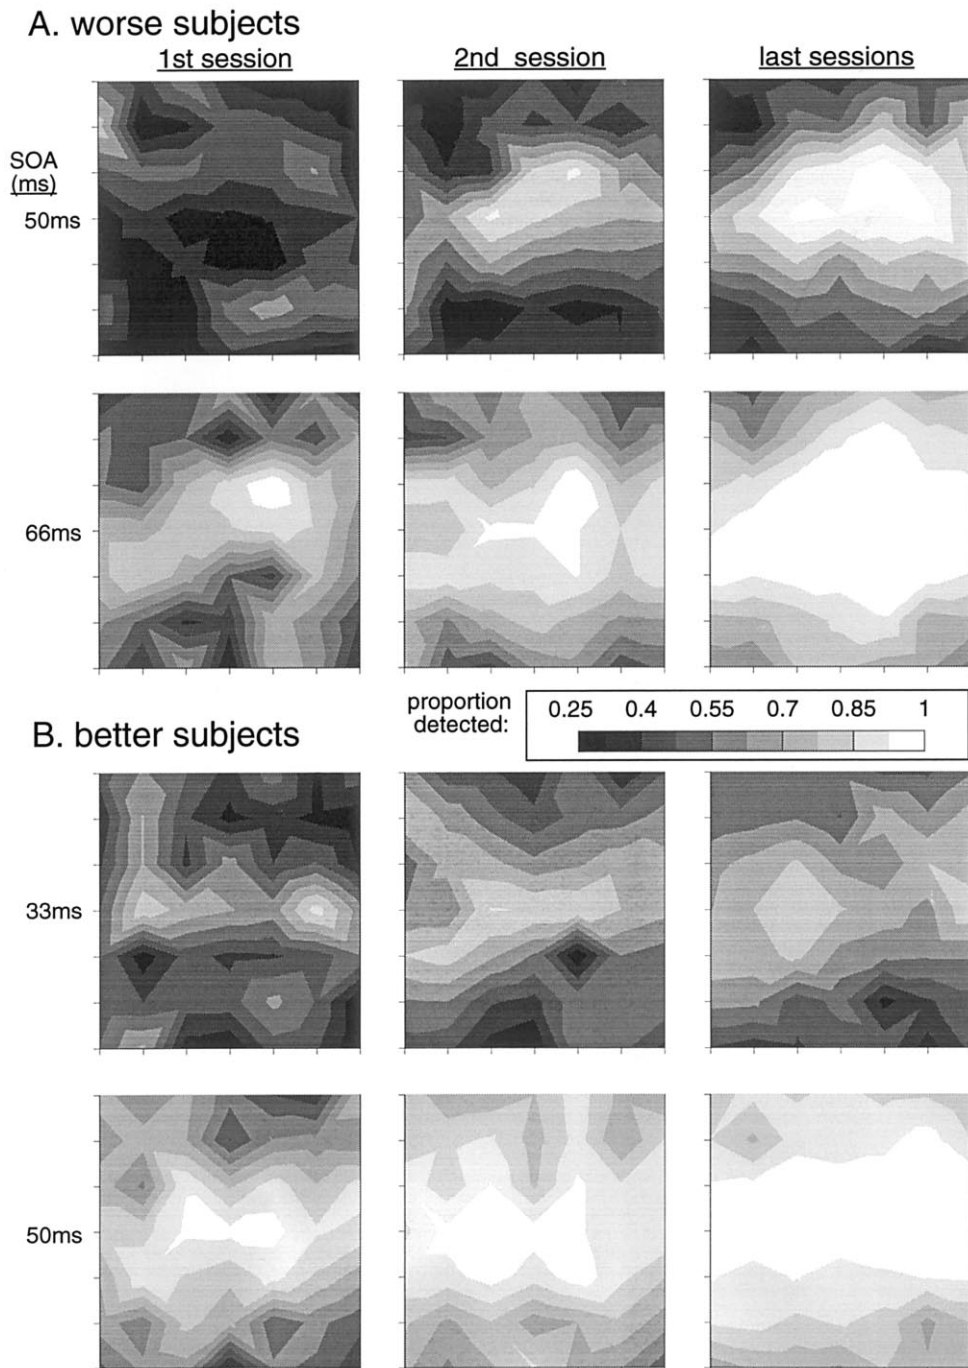 A. worse subjects
1st session
2nd session
last sessions
SOA
(ms)
50ms
66ms
proportion
detected:
0.25 0.4 0.55 0.7 0.85 1
B. better subjects
33ms
50ms